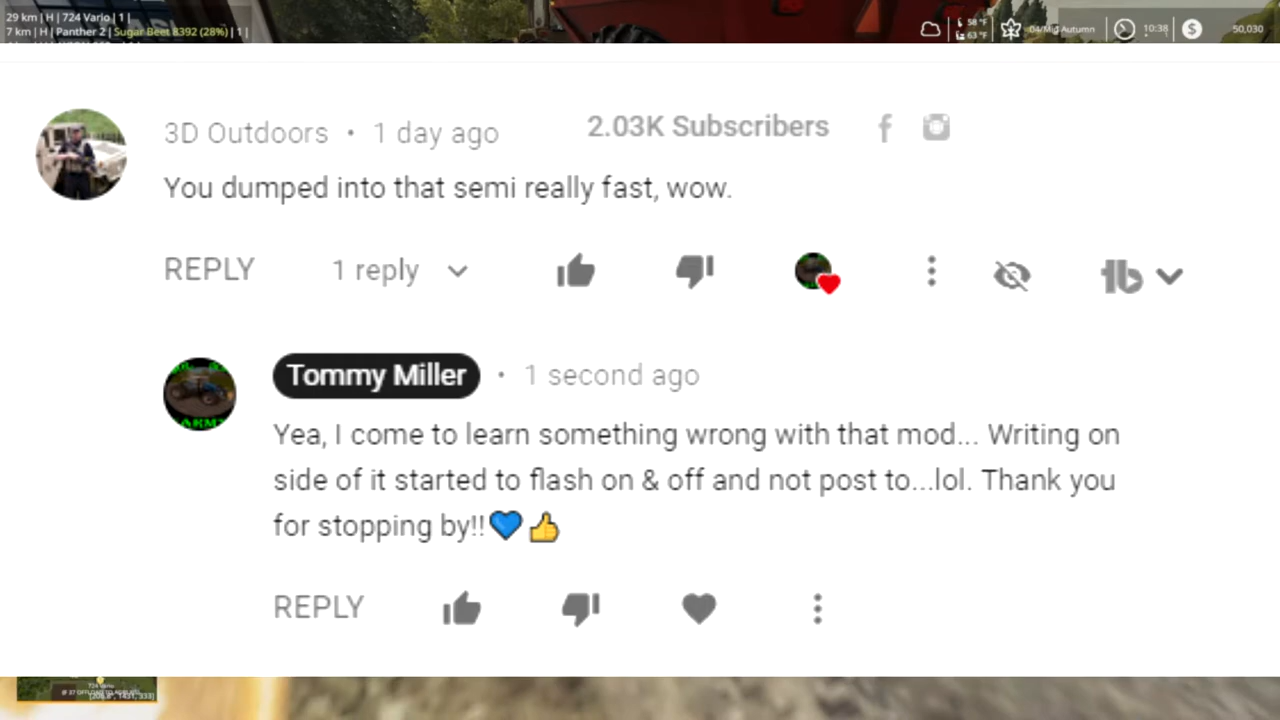 29 km | H | 724 Vario | 1 |
7 km | H | Panther 2 | Sugar Beet 8392 (28%) | 1 |
58 °F
63 °F
04/Mid Autumn
10:38
50,030
3D Outdoors • 1 day ago
2.03K Subscribers
You dumped into that semi really fast, wow.
REPLY 1 reply
Tommy Miller • 1 second ago
Yea, I come to learn something wrong with that mod... Writing on
side of it started to flash on & off and not post to...lol. Thank you
for stopping by!!💙👍
REPLY